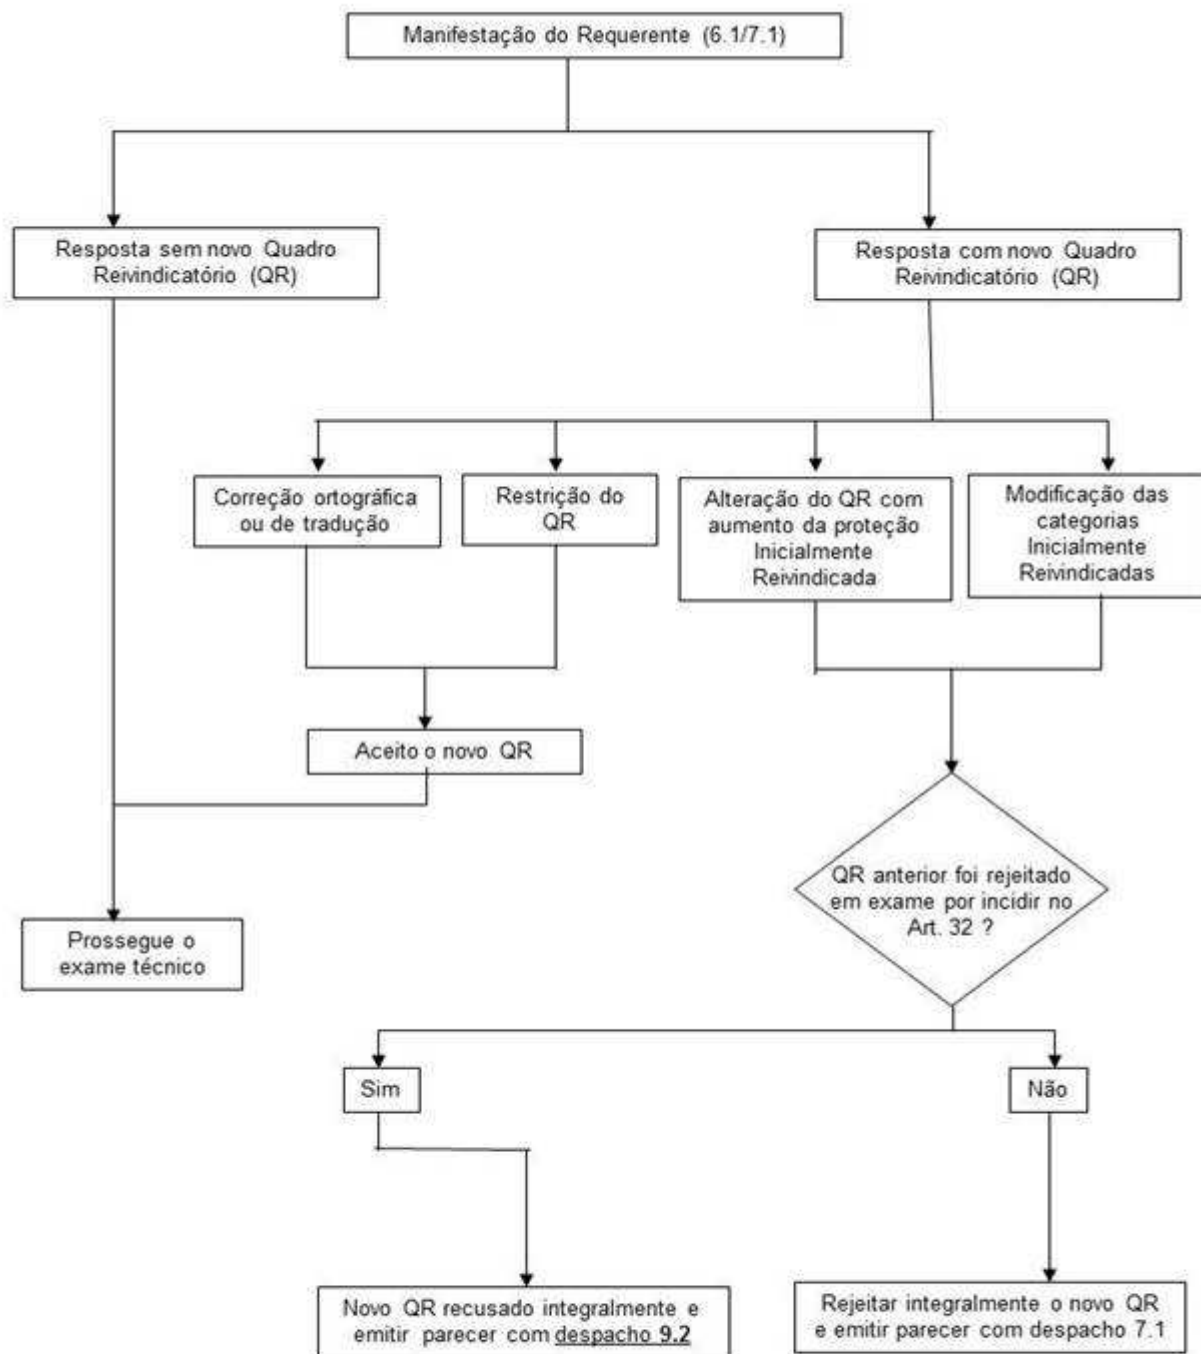 Manifestação do Requerente (6.1/7.1)
Resposta sem novo Quadro
Reivindicatório (QR)
Resposta com novo Quadro
Reivindicatório (QR)
Correção ortográfica
ou de tradução
Restrição do
QR
Alteração do QR com
aumento da proteção
Inicialmente
Reivindicada
Modificação das
categorias
Inicialmente
Reivindicadas
Aceito o novo QR
QR anterior foi rejeitado
em exame por incidir no
Art. 32 ?
Prossegue o
exame técnico
Sim
Não
Novo QR recusado integralmente e
emitir parecer com despacho 9.2
Rejeitar integralmente o novo QR
e emitir parecer com despacho 7.1